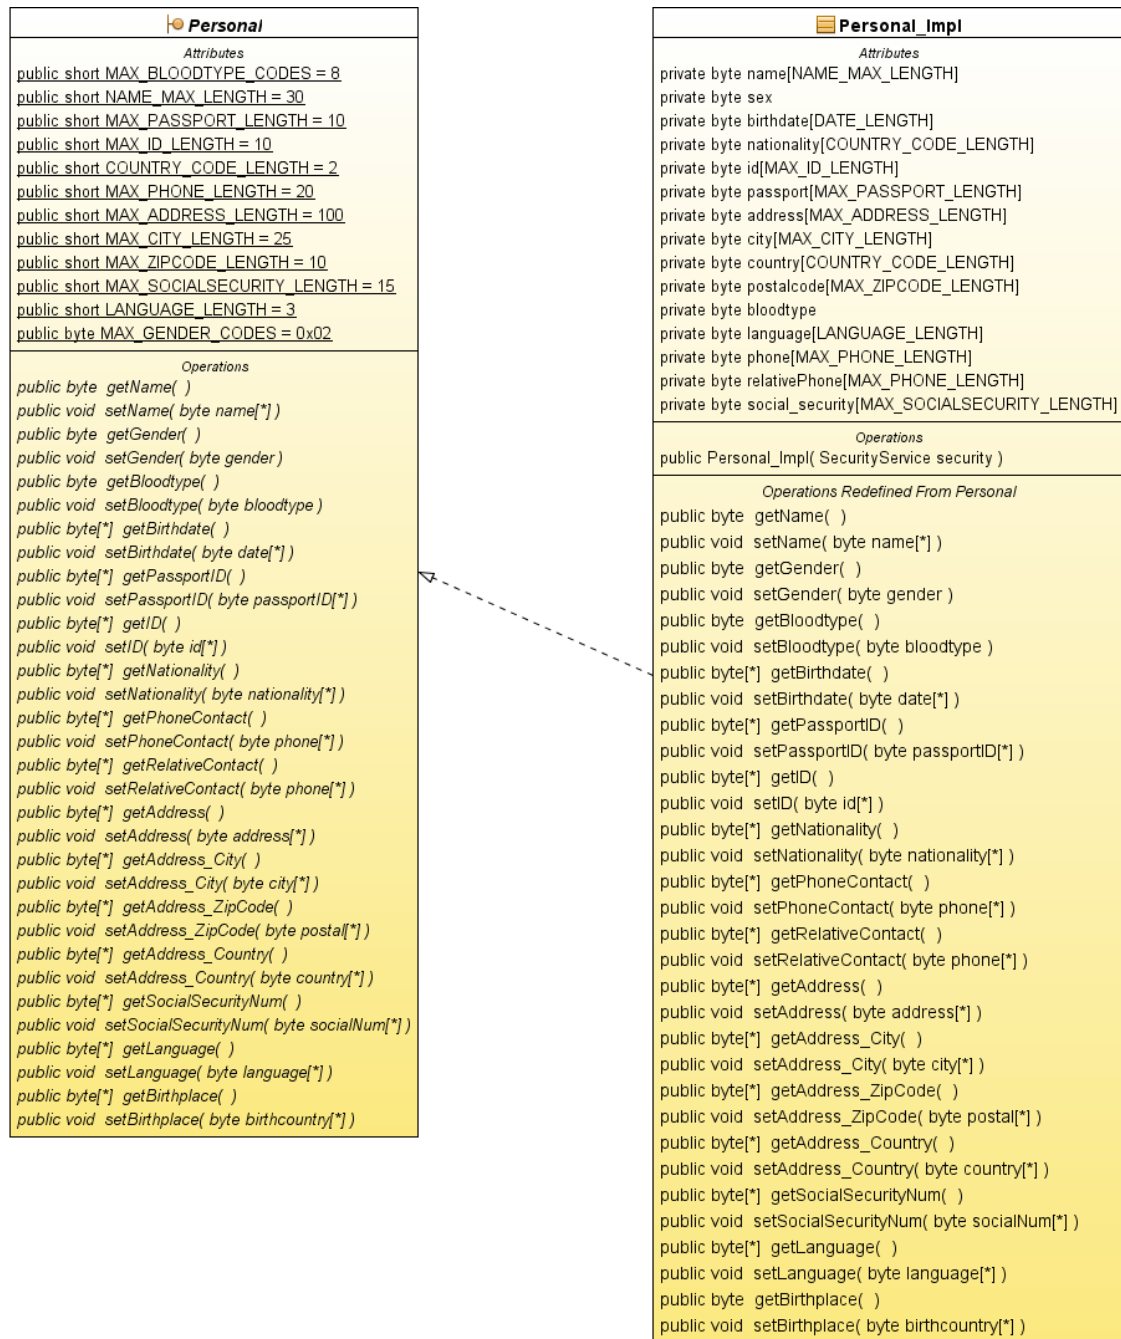 Personal
Attributes
public short MAX_BLOODTYPE_CODES = 8
public short NAME_MAX_LENGTH = 30
public short MAX_PASSPORT_LENGTH = 10
public short MAX_ID_LENGTH = 10
public short COUNTRY_CODE_LENGTH = 2
public short MAX_PHONE_LENGTH = 20
public short MAX_ADDRESS_LENGTH = 100
public short MAX_CITY_LENGTH = 25
public short MAX_ZIPCODE_LENGTH = 10
public short MAX_SOCIALSECURITY_LENGTH = 15
public short LANGUAGE_LENGTH = 3
public byte MAX_GENDER_CODES = 0x02
Operations
public byte getName( )
public void setName( byte name[*] )
public byte getGender( )
public void setGender( byte gender )
public byte getBloodtype( )
public void setBloodtype( byte bloodtype )
public byte[*] getBirthdate( )
public void setBirthdate( byte date[*] )
public byte[*] getPassportID( )
public void setPassportID( byte passportID[*] )
public byte[*] getID( )
public void setID( byte id[*] )
public byte[*] getNationality( )
public void setNationality( byte nationality[*] )
public byte[*] getPhoneContact( )
public void setPhoneContact( byte phone[*] )
public byte[*] getRelativeContact( )
public void setRelativeContact( byte phone[*] )
public byte[*] getAddress( )
public void setAddress( byte address[*] )
public byte[*] getAddress_City( )
public void setAddress_City( byte city[*] )
public byte[*] getAddress_ZipCode( )
public void setAddress_ZipCode( byte postal[*] )
public byte[*] getAddress_Country( )
public void setAddress_Country( byte country[*] )
public byte[*] getSocialSecurityNum( )
public void setSocialSecurityNum( byte socialNum[*] )
public byte[*] getLanguage( )
public void setLanguage( byte language[*] )
public byte[*] getBirthplace( )
public void setBirthplace( byte birthcountry[*] )
Personal_Impl
Attributes
private byte name[NAME_MAX_LENGTH]
private byte sex
private byte birthdate[DATE_LENGTH]
private byte nationality[COUNTRY_CODE_LENGTH]
private byte id[MAX_ID_LENGTH]
private byte passport[MAX_PASSPORT_LENGTH]
private byte address[MAX_ADDRESS_LENGTH]
private byte city[MAX_CITY_LENGTH]
private byte country[COUNTRY_CODE_LENGTH]
private byte postalcode[MAX_ZIPCODE_LENGTH]
private byte bloodtype
private byte language[LANGUAGE_LENGTH]
private byte phone[MAX_PHONE_LENGTH]
private byte relativePhone[MAX_PHONE_LENGTH]
private byte social_security[MAX_SOCIALSECURITY_LENGTH]
Operations
public Personal_Impl( SecurityService security )
Operations Redefined From Personal
public byte getName( )
public void setName( byte name[*] )
public byte getGender( )
public void setGender( byte gender )
public byte getBloodtype( )
public void setBloodtype( byte bloodtype )
public byte[*] getBirthdate( )
public void setBirthdate( byte date[*] )
public byte[*] getPassportID( )
public void setPassportID( byte passportID[*] )
public byte[*] getID( )
public void setID( byte id[*] )
public byte[*] getNationality( )
public void setNationality( byte nationality[*] )
public byte[*] getPhoneContact( )
public void setPhoneContact( byte phone[*] )
public byte[*] getRelativeContact( )
public void setRelativeContact( byte phone[*] )
public byte[*] getAddress( )
public void setAddress( byte address[*] )
public byte[*] getAddress_City( )
public void setAddress_City( byte city[*] )
public byte[*] getAddress_ZipCode( )
public void setAddress_ZipCode( byte postal[*] )
public byte[*] getAddress_Country( )
public void setAddress_Country( byte country[*] )
public byte[*] getSocialSecurityNum( )
public void setSocialSecurityNum( byte socialNum[*] )
public byte[*] getLanguage( )
public void setLanguage( byte language[*] )
public byte getBirthplace( )
public void setBirthplace( byte birthcountry[*] )